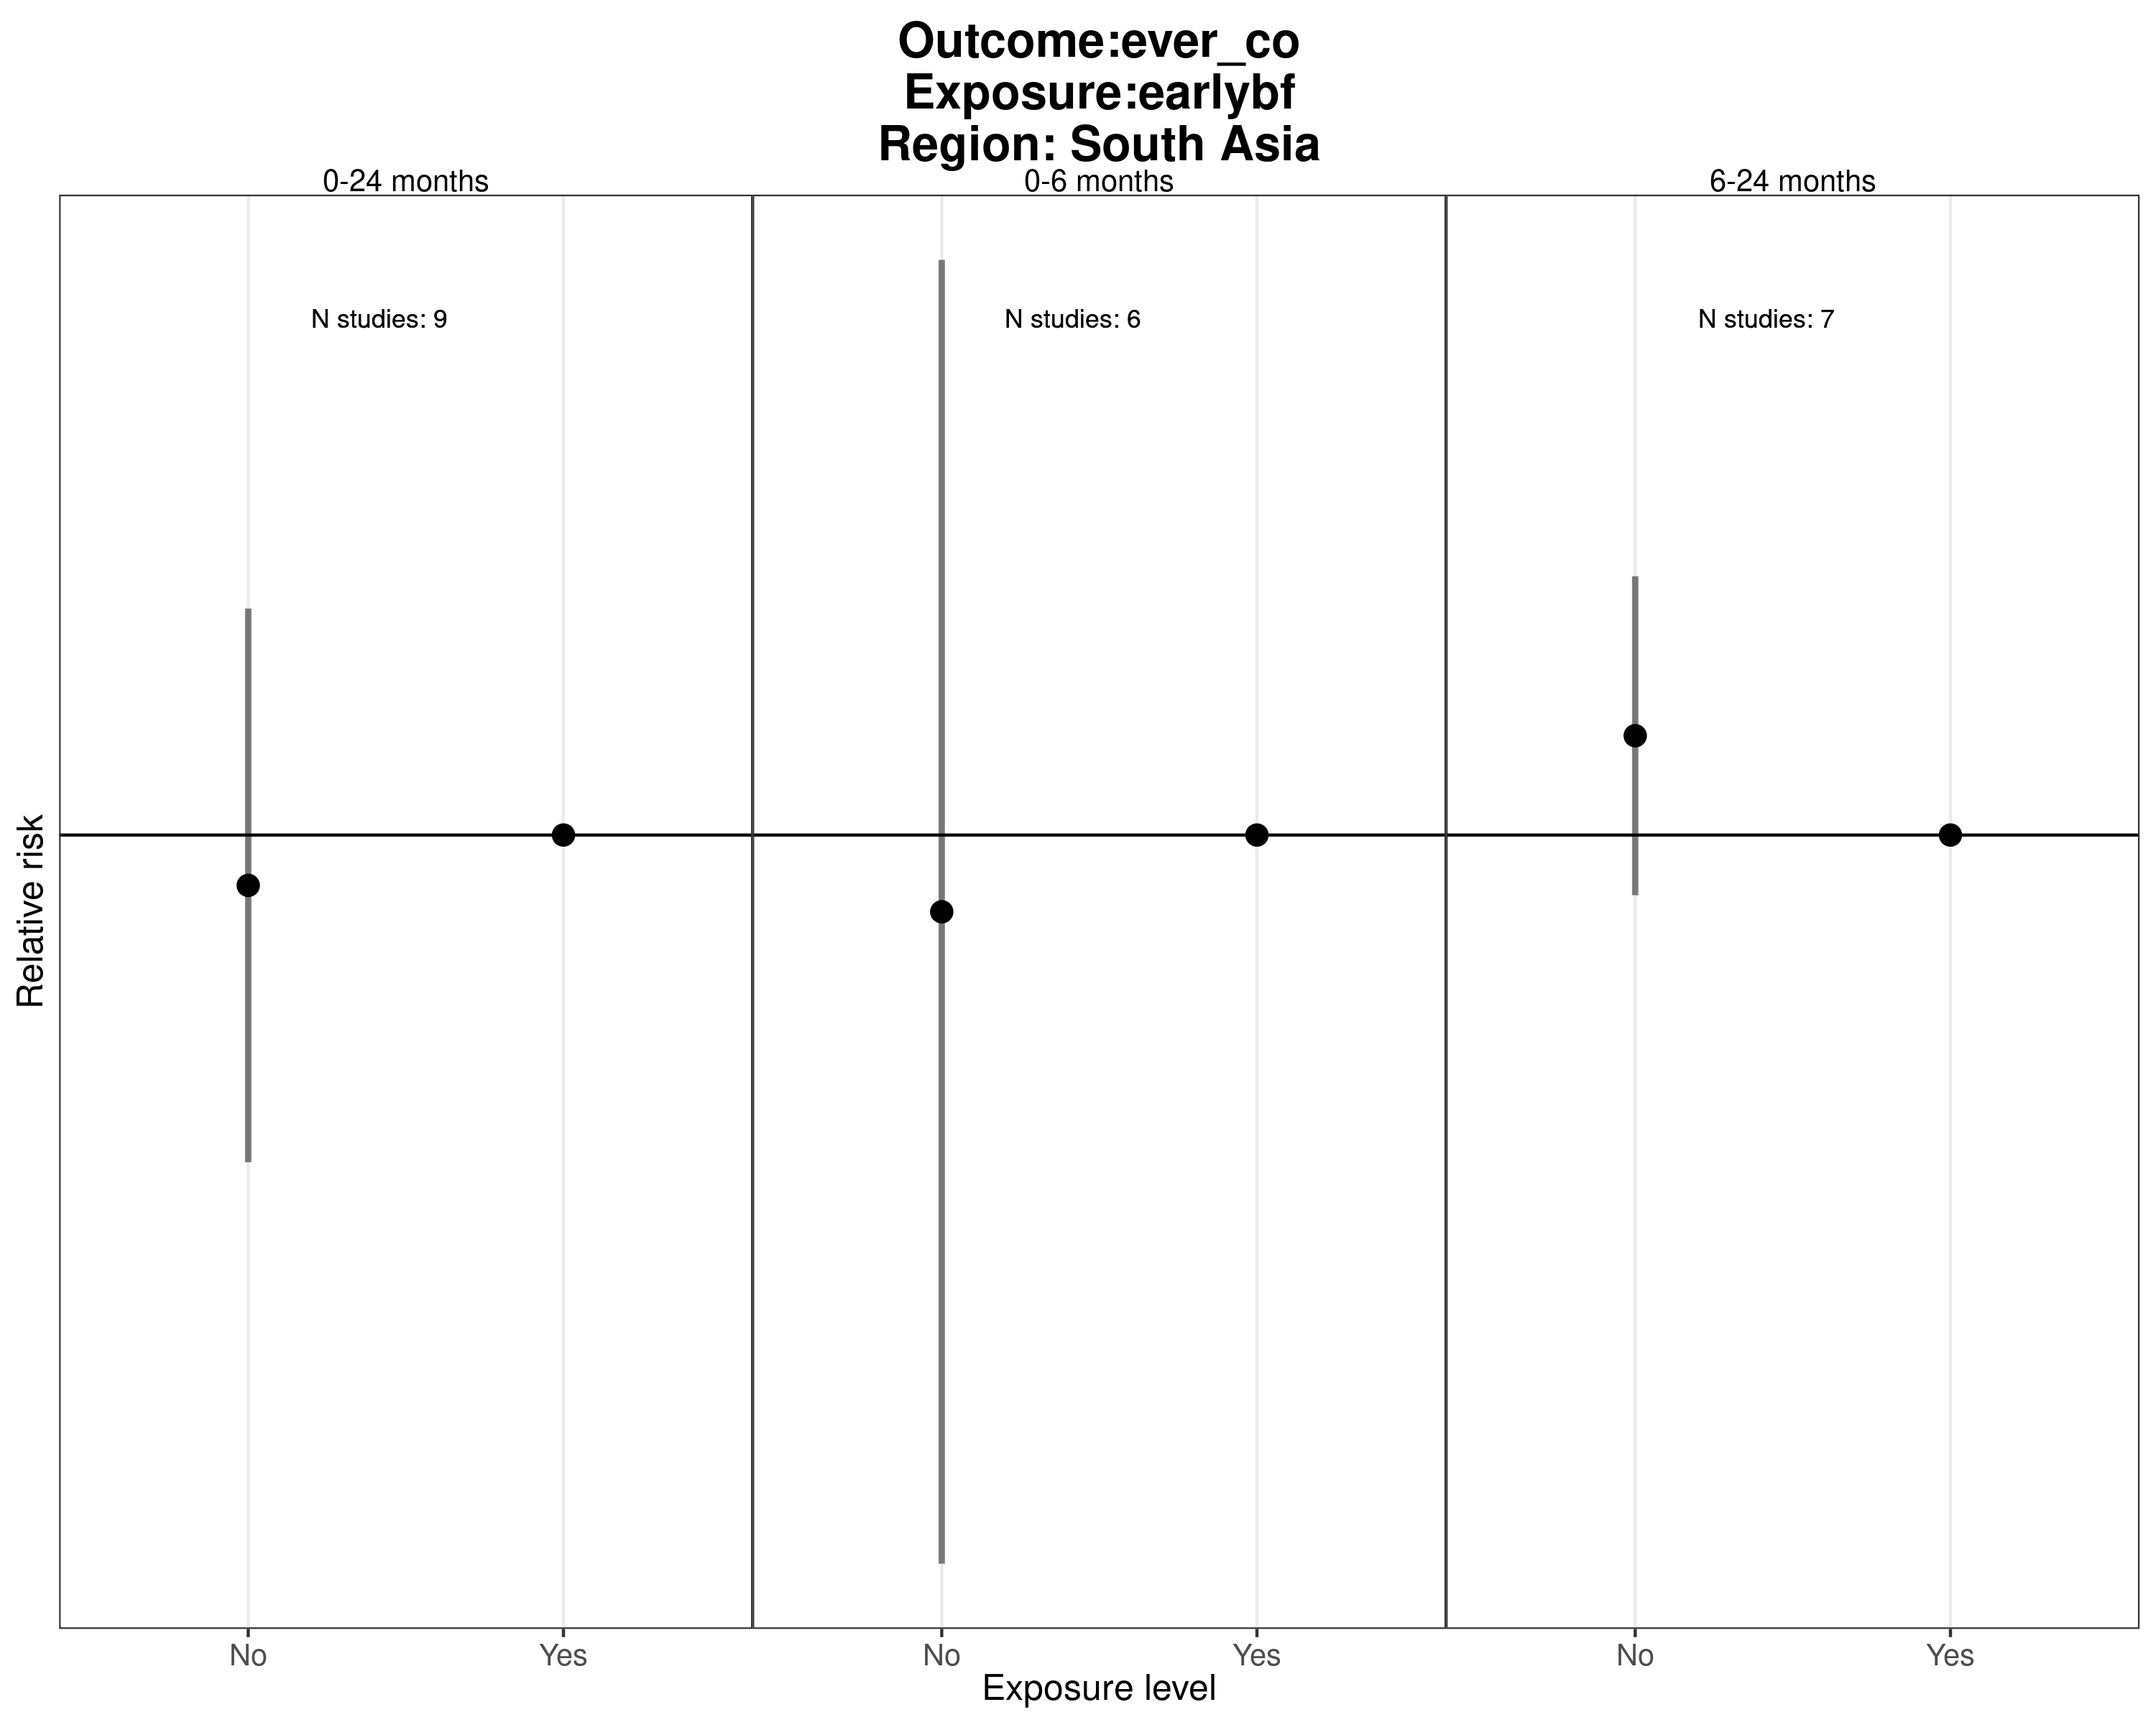 Outcome:ever_co
Exposure:earlybf
Region: South Asia
0-24 months
0-6 months
6-24 months
N studies: 9
N studies: 6
N studies: 7
Relative risk
No
Yes
No
Yes
No
Yes
Exposure level